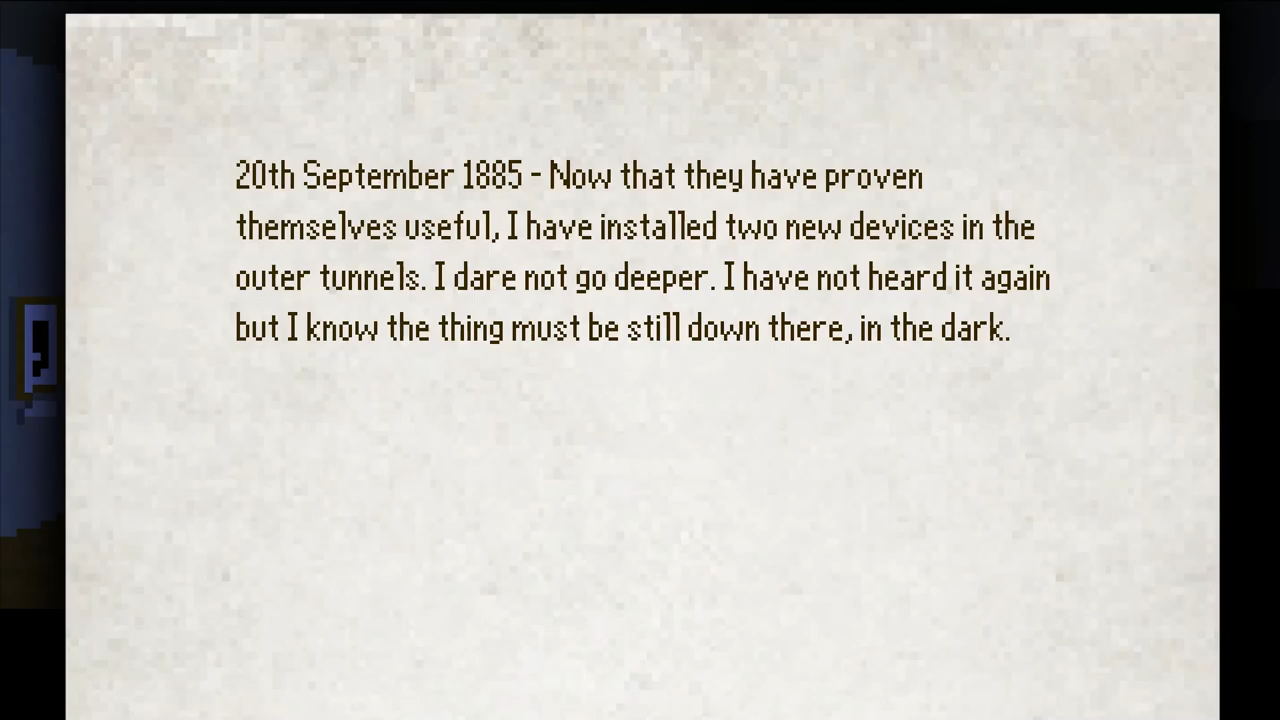 20th September 1885 - Now that they have proven
themselves useful, I have installed two new devices in the
outer tunnels. I dare not go deeper. I have not heard it again
but I know the thing must be still down there, in the dark.